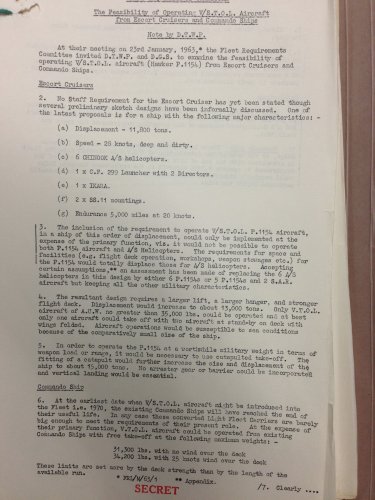 The Feasibility of Operating V/S.T.O.L. Aircraft
from Escort Cruisers and Commando Ships
Note by D.T.W.P.
At their meeting on 23rd January, 1963,* the Fleet Requirements
Committee invited D.T.W.P. and D.G.S. to examine the feasibility of
operating V/S.T.O.L. aircraft (Hawker P.1154) from Escort Cruisers and
Commando Ships.
Escort Cruisers
2. No Staff Requirement for the Escort Cruiser has yet been stated though
several preliminary sketch designs have been informally discussed. One of
the latest proposals is for a ship with the following major characteristics: -
(a) Displacement - 11,800 tons.
(b) Speed - 26 knots, deep and dirty.
(c) 6 CHINOOK A/S helicopters.
(d) 1 x C.F. 299 Launcher with 2 Directors.
(e) 1 x IKARA.
(f) 2 x SS.11 mountings.
(g) Endurance 5,000 miles at 20 knots.
3. The inclusion of the requirement to operate V/S.T.O.L. P.1154 aircraft,
in a ship of this order of displacement, could only be implemented at the
expense of the primary function, viz. it would not be possible to operate
both P.1154 aircraft and A/S Helicopters. The requirements for space and
facilities (e.g. flight deck operation, workshops, weapon stowages etc.) for
the P.1154 would totally displace those for A/S helicopters. Accepting
certain assumptions,** an assessment has been made of replacing the 6 A/S
helicopters in this design by either 6 P.1154s or 5 P.1154s and 2 S.A.R.
aircraft but keeping all the other military characteristics.
4. The resultant design requires a larger lift, a larger hangar, and stronger
flight deck. Displacement would increase to about 13,000 tons. Only V.T.O.L.
aircraft of A.U.W. no greater than 35,000 lbs. could be operated and at best
only one aircraft could take off with two aircraft at stand-by on deck with
wings folded. Aircraft operations would be susceptible to sea conditions
because of the comparatively small size of the ship.
5. In order to operate the P.1154 at a worthwhile military weight in terms of
weapon load or range, it would be necessary to use catapulted take-off. The
fitting of a catapult would further increase the size and displacement of the
ship to about 15,000 tons. No arrester gear or barrier could be incorporated
and vertical landing would be essential.
Commando Ship
6. At the earliest date when V/S.T.O.L. aircraft might be introduced into
the Fleet i.e. 1970, the existing Commando Ships will have reached the end of
their useful life. In any case these converted Light Fleet Carriers are barely
big enough to meet the requirements of their present role. At the expense of
their primary function, V.T.O.L. aircraft could be operated from existing
Commando Ships with free take-off at the following maximum weights: -
31,300 lbs. with no wind over the deck
34,200 lbs. with 25 knots wind over the deck
These limits are set more by the deck strength than by the length of the
available runs.
** Appendix.
SECRET
/7. Clearly ....